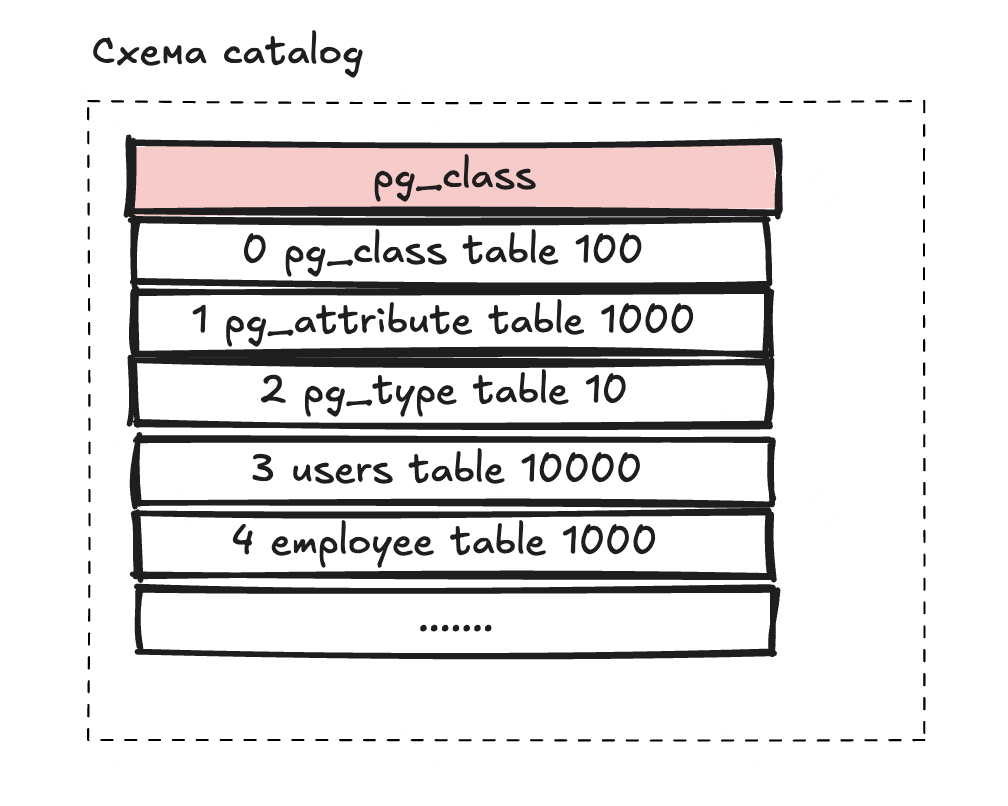 Схема catalog
pg_class
0 pg_class table 100
1 pg_attribute table 1000
2 pg_type table 10
3 users table 10000
4 employee table 1000
.......